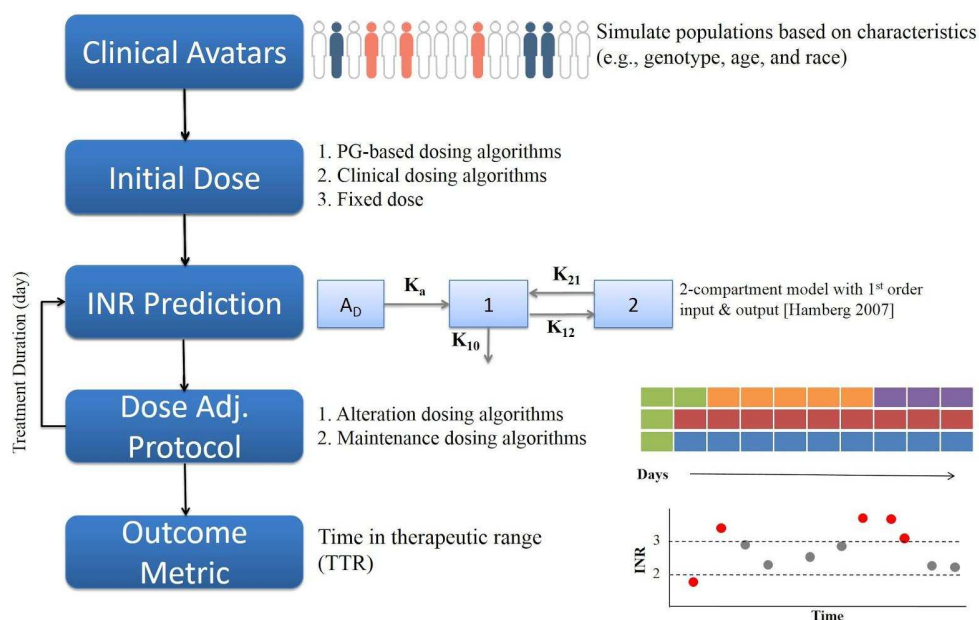 Clinical Avatars
Simulate populations based on characteristics
(e.g., genotype, age, and race)
Initial Dose
1. PG-based dosing algorithms
2. Clinical dosing algorithms
3. Fixed dose
Treatment Duration (day)
INR Prediction
A_D
K_a
1
K_21
K_12
K_10
2
2-compartment model with 1st order
input & output [Hamberg 2007]
Dose Adj.
Protocol
1. Alteration dosing algorithms
2. Maintenance dosing algorithms
Days
Outcome
Metric
Time in therapeutic range
(TTR)
INR
3
2
Time